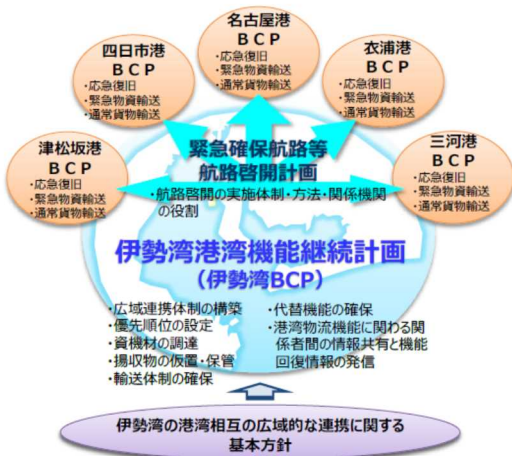 名古屋港
BCP
・応急復旧
・緊急物資輸送
・通常貨物輸送
四日市港
BCP
・応急復旧
・緊急物資輸送
・通常貨物輸送
衣浦港
BCP
・応急復旧
・緊急物資輸送
・通常貨物輸送
津松坂港
BCP
・応急復旧
・緊急物資輸送
・通常貨物輸送
三河港
BCP
・応急復旧
・緊急物資輸送
・通常貨物輸送
緊急確保航路等
航路啓開計画
・航路啓開の実施体制・方法・関係機関
の役割
伊勢湾港湾機能継続計画
（伊勢湾BCP）
・広域連携体制の構築
・優先順位の設定
・資機材の調達
・揚収物の仮置・保管
・輸送体制の確保
・代替機能の確保
・港湾物流機能に関わる関
係者間の情報共有と機能
回復情報の発信
伊勢湾の港湾相互の広域的な連携に関する
基本方針